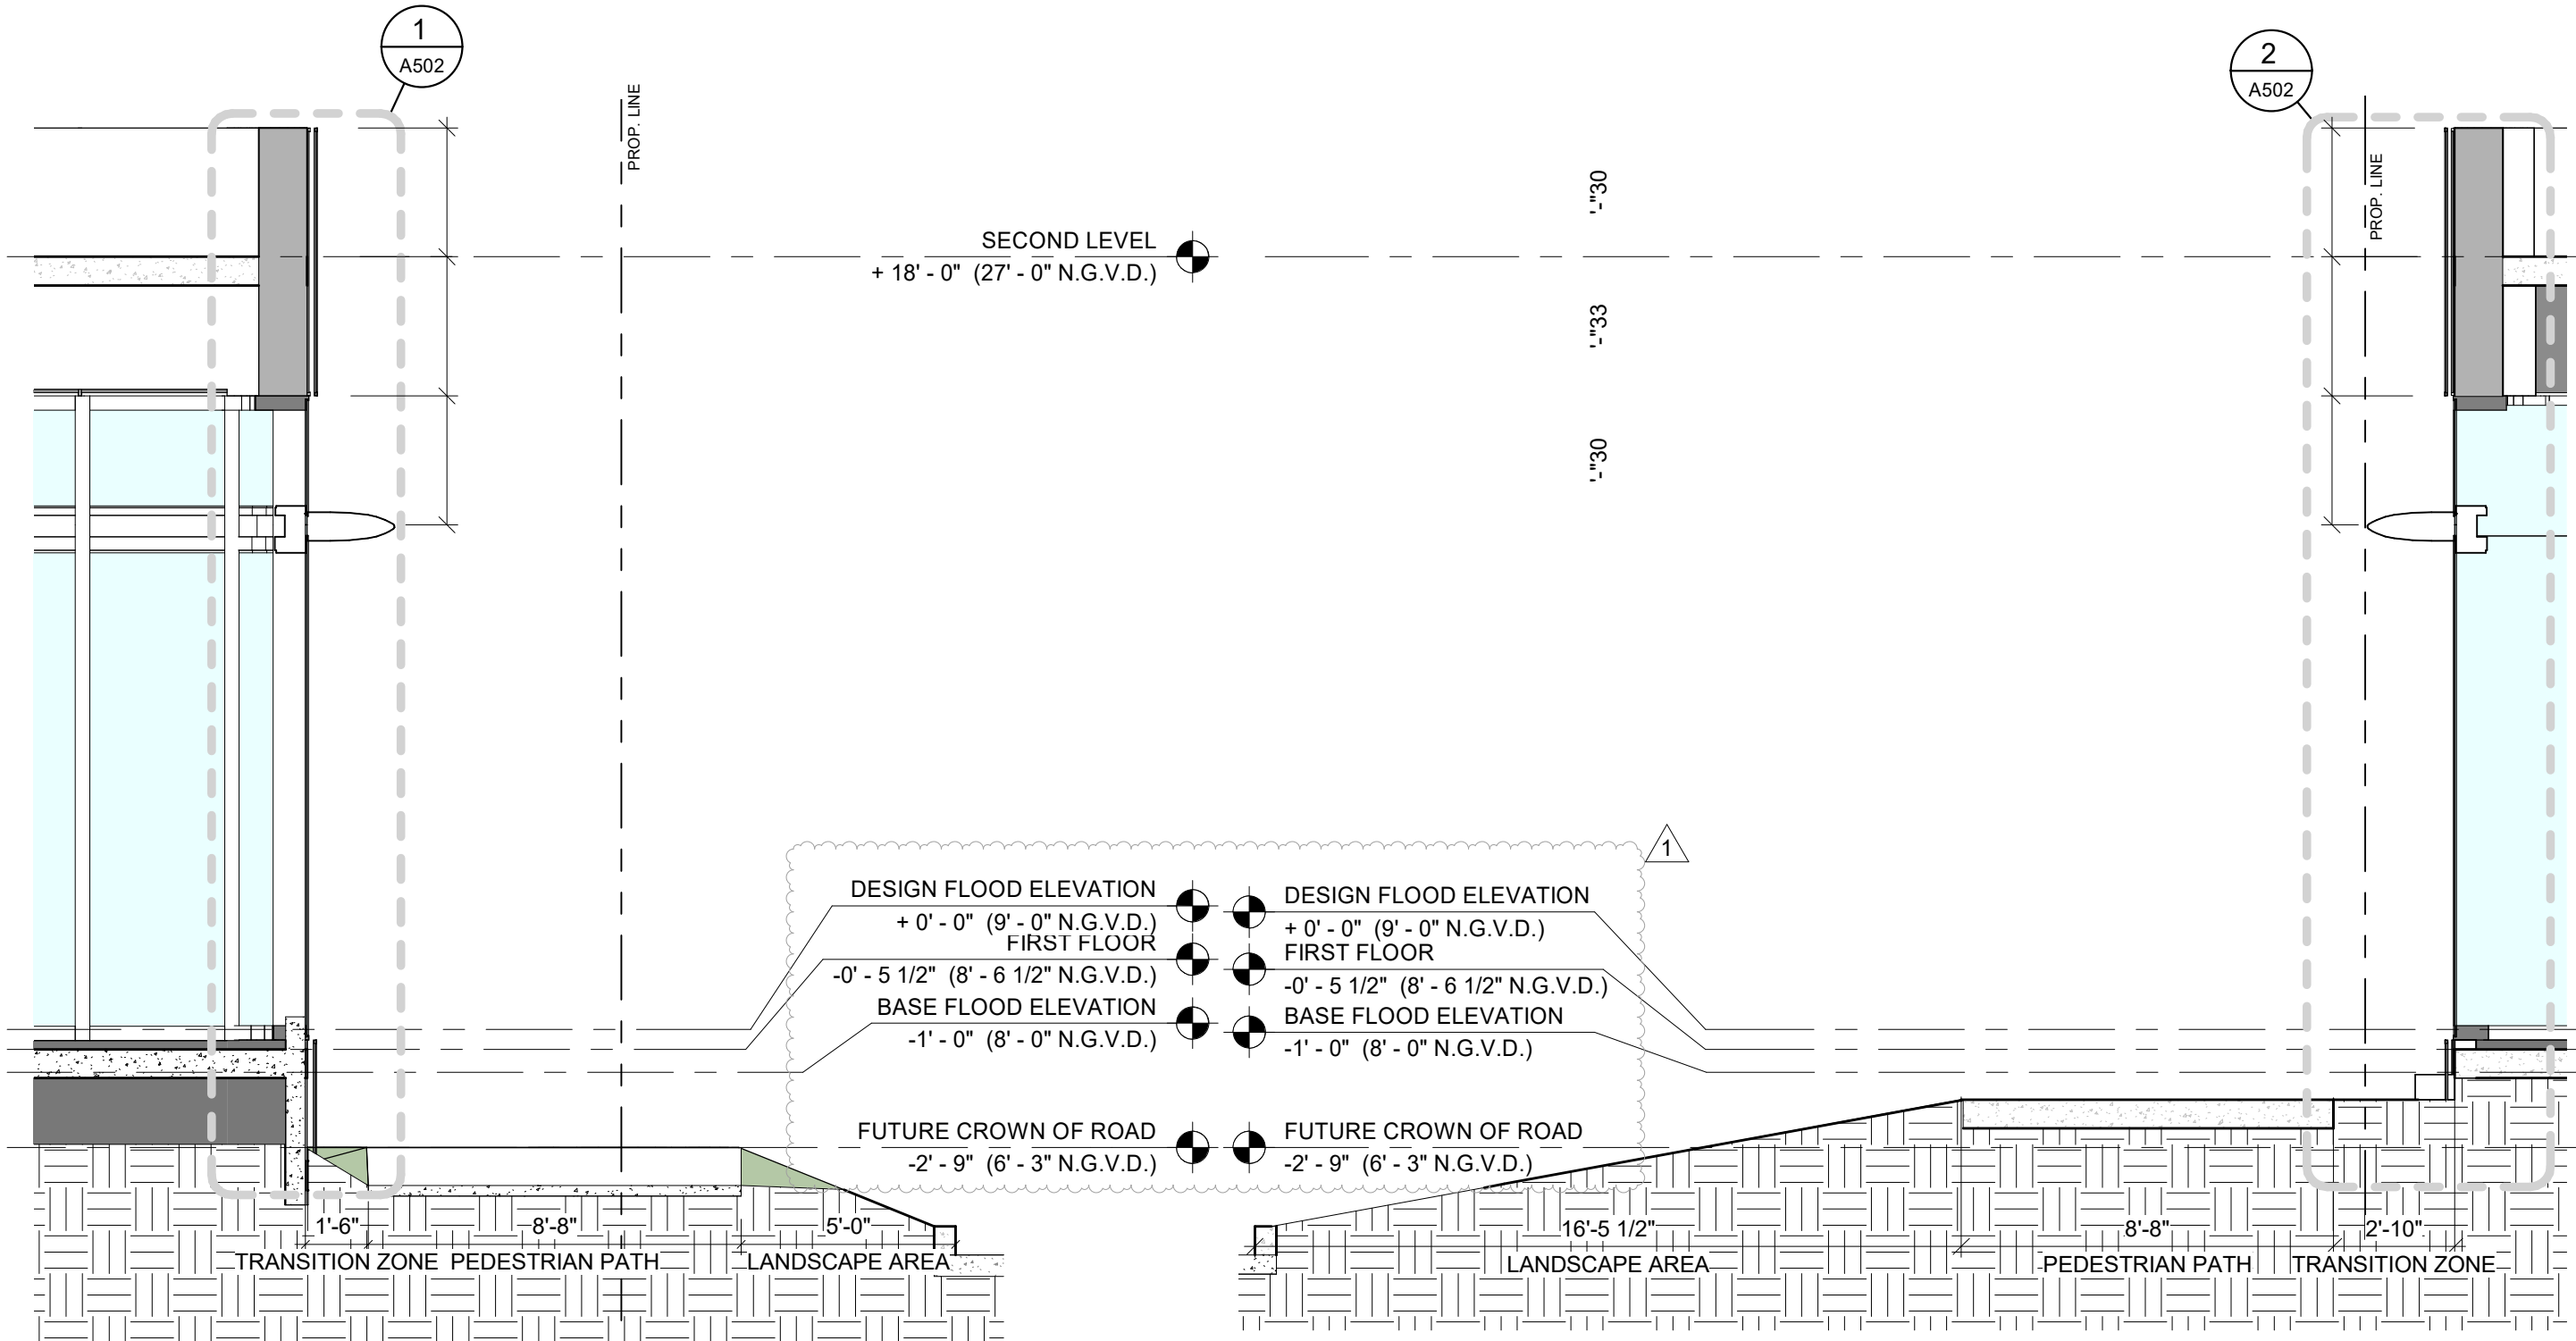 1
A502
2
A502
PROP. LINE
PROP. LINE
'-"30
SECOND LEVEL
+ 18' - 0" (27' - 0" N.G.V.D.)
'-"33
'-"30
1
DESIGN FLOOD ELEVATION
+ 0' - 0" (9' - 0" N.G.V.D.)
FIRST FLOOR
-0' - 5 1/2" (8' - 6 1/2" N.G.V.D.)
BASE FLOOD ELEVATION
-1' - 0" (8' - 0" N.G.V.D.)
FUTURE CROWN OF ROAD
-2' - 9" (6' - 3" N.G.V.D.)
DESIGN FLOOD ELEVATION
+ 0' - 0" (9' - 0" N.G.V.D.)
FIRST FLOOR
-0' - 5 1/2" (8' - 6 1/2" N.G.V.D.)
BASE FLOOD ELEVATION
-1' - 0" (8' - 0" N.G.V.D.)
FUTURE CROWN OF ROAD
-2' - 9" (6' - 3" N.G.V.D.)
1'-6"
8'-8"
5'-0"
TRANSITION ZONE
PEDESTRIAN PATH
LANDSCAPE AREA
16'-5 1/2"
8'-8"
2'-10"
LANDSCAPE AREA
PEDESTRIAN PATH
TRANSITION ZONE